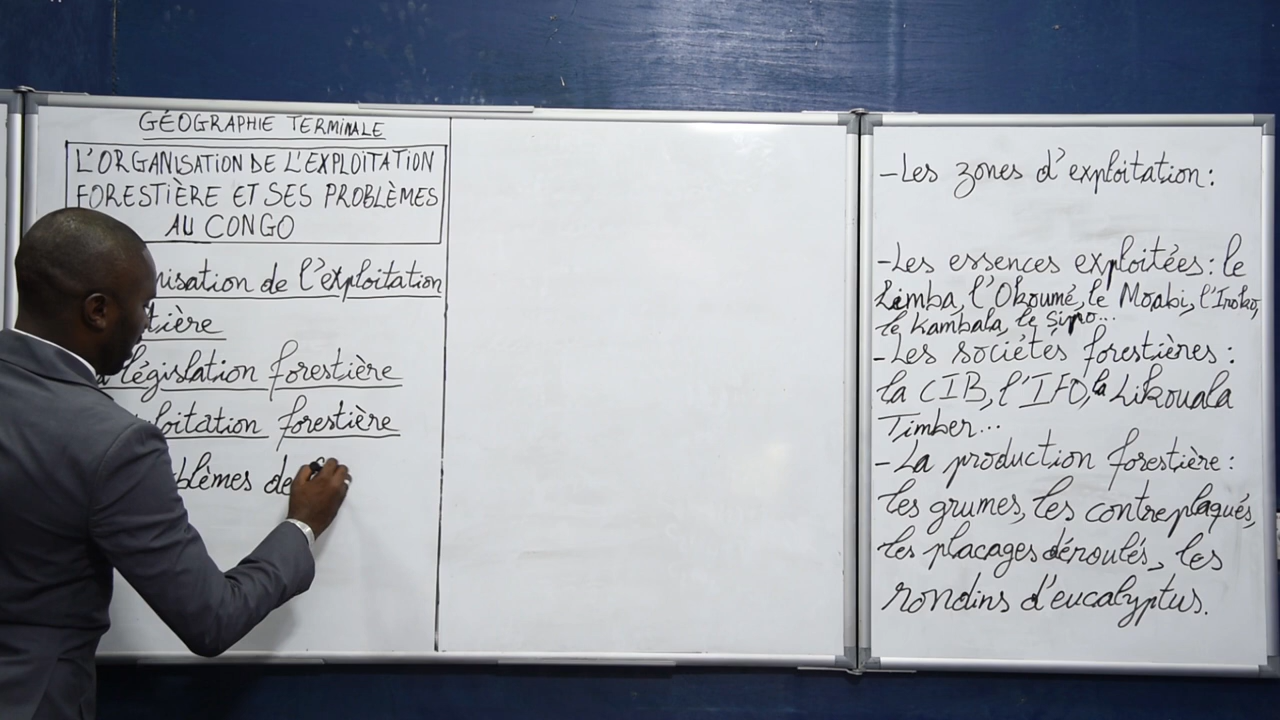 GÉOGRAPHIE TERMINALE
L'ORGANISATION DE L'EXPLOITATION
FORESTIÈRE ET SES PROBLÈMES
AU CONGO
nisation de l'exploitation
tière
législation forestière
loitation forestière
blèmes de
-Les zones d'exploitation:
-Les essences exploitées: le
Limba, l'Okoumé, le Moabi, l'Iroko,
le Kambala, le Sipo...
-Les sociétés forestières:
la CIB, l'IFO, la Likouala
Timber...
-La production forestière:
les grumes, les contreplaqués,
les placages déroulés, les
rondins d'eucalyptus.